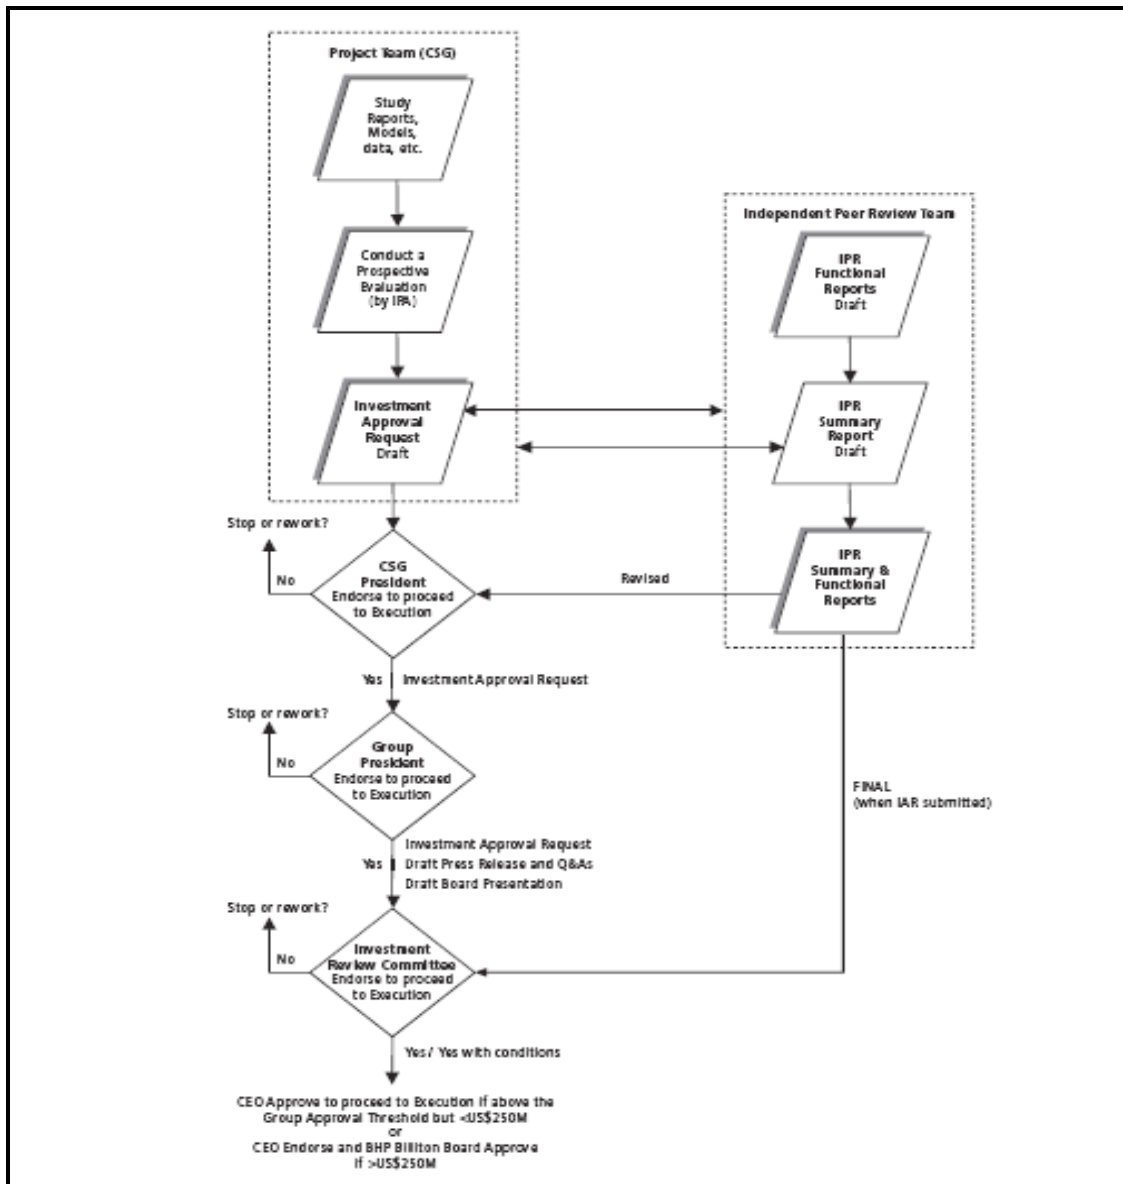 Project Team (CSG)
Study
Reports,
Models,
data, etc.
Conduct a
Prospective
Evaluation
(by IPA)
Investment
Approval
Request
Draft
Independent Peer Review Team
IPR
Functional
Reports
Draft
IPR
Summary
Report
Draft
IPR
Summary &
Functional
Reports
Stop or rework?
No
CSG
President
Endorse to proceed
to Execution
Revised
Yes
Investment Approval Request
Stop or rework?
No
Group
President
Endorse to proceed
to Execution
FINAL
(when IAR submitted)
Investment Approval Request
Yes
Draft Press Release and Q&As
Draft Board Presentation
Stop or rework?
No
Investment
Review Committee
Endorse to proceed
to Execution
Yes / Yes with conditions
CEO Approve to proceed to Execution if above the
Group Approval Threshold but <US$250M
or
CEO Endorse and BHP Billiton Board Approve
if >US$250M